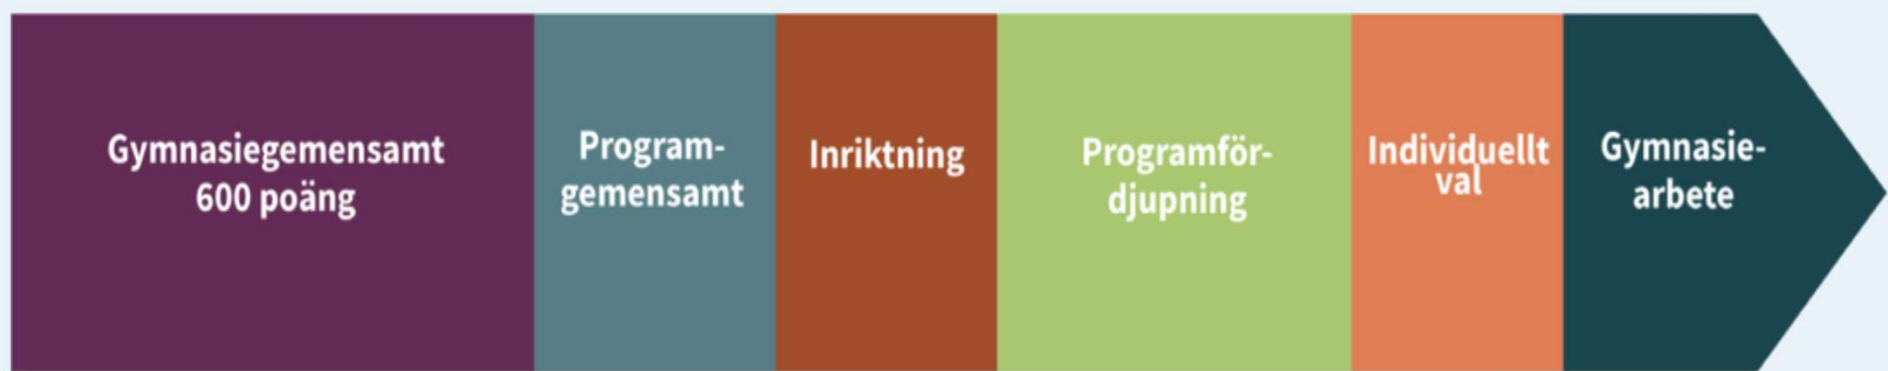 Gymnasiegemensamt
600 poäng
Program-
gemensamt
Inriktning
Programför-
djupning
Individuellt
val
Gymnasie-
arbete